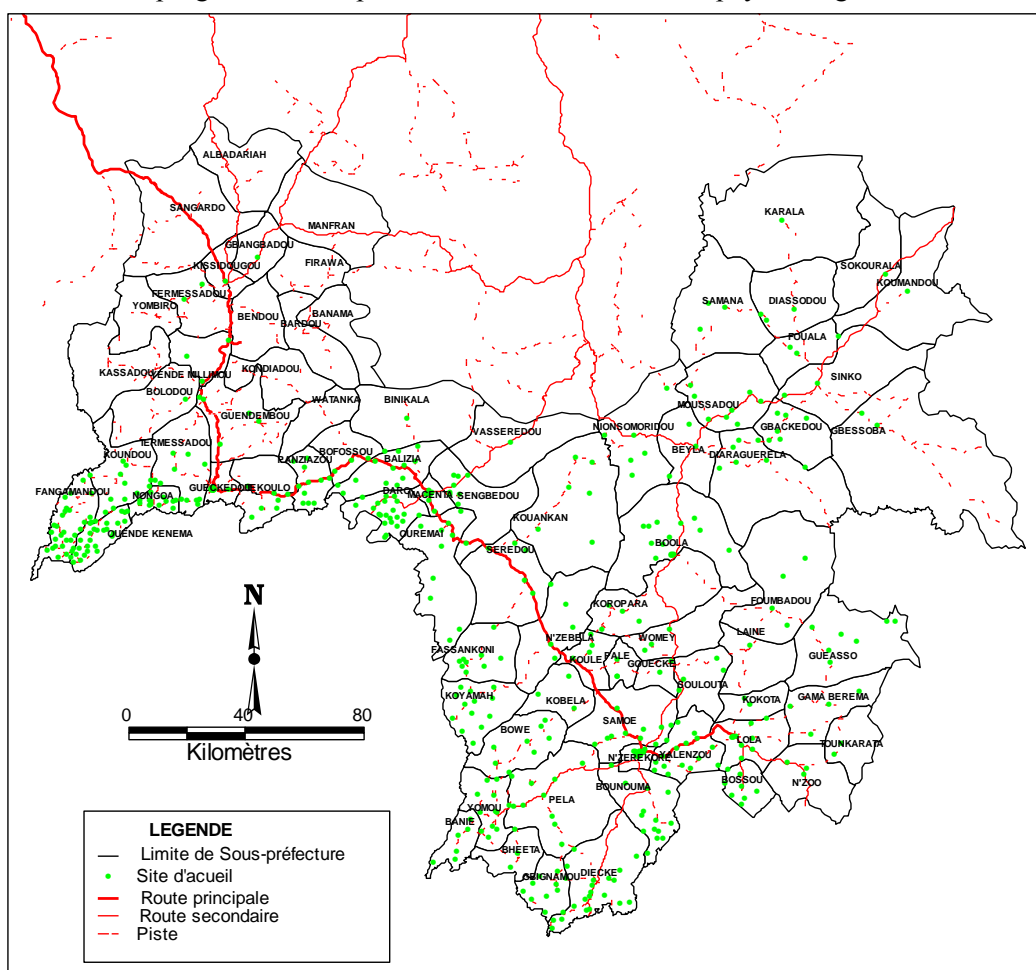 ALBADARIAH
SANGARDO
KARALA
MANFRAN
GBANGBADOU
SOKOURALA
FIRAWA
KISSIDOUGOU
KOUMANDOU
FERMESSADOU
SAMANA
DIASSODOU
YOMBIRO
BANAMA
BENDOU
BARDOU
FOUALA
KONDIADOU
KASSADOU
YENDE MILLIMOU
SINKO
BOLODOU
WATANKA
BINIKALA
MOUSSADOU
GUENDEMBOU
GBACKEDOU
GBESSOBA
NIONSOMORIDOU
VASSEREDOU
TERMESSADOU
BEYLA
DIARAGUERELA
BOFOSSOU
KOUNDOU
BALIZIA
PANZIAZOU
FANGAMANDOU
GUECKEDOU
TEKOULO
DARO
MACENTA
SENGBEDOU
NONGOA
KOUANKAN
OUENDE KENEMA
OUREMAI
BOOLA
SEREDOU
KOROPARA
FOUMBADOU
LAINE
N'ZEBELA
WOMEY
FASSANKONI
KOULE
PALE
GUEASSO
GOUECKE
SOULOUTA
KOYAMAH
KOBELA
KOKOTA
GAMA BEREMA
SAMOE
BOWE
LOLA
TOUNKARATA
N'ZEREKORE
YALENZOU
BOSSOU
N'ZOO
BOUNOUMA
PELA
YOMOU
BANIE
BHEETA
GBIGNAMOU
DIECKE
N
0 40 80
Kilomètres
LEGENDE
Limite de Sous-préfecture
Site d'acueil
Route principale
Route secondaire
Piste